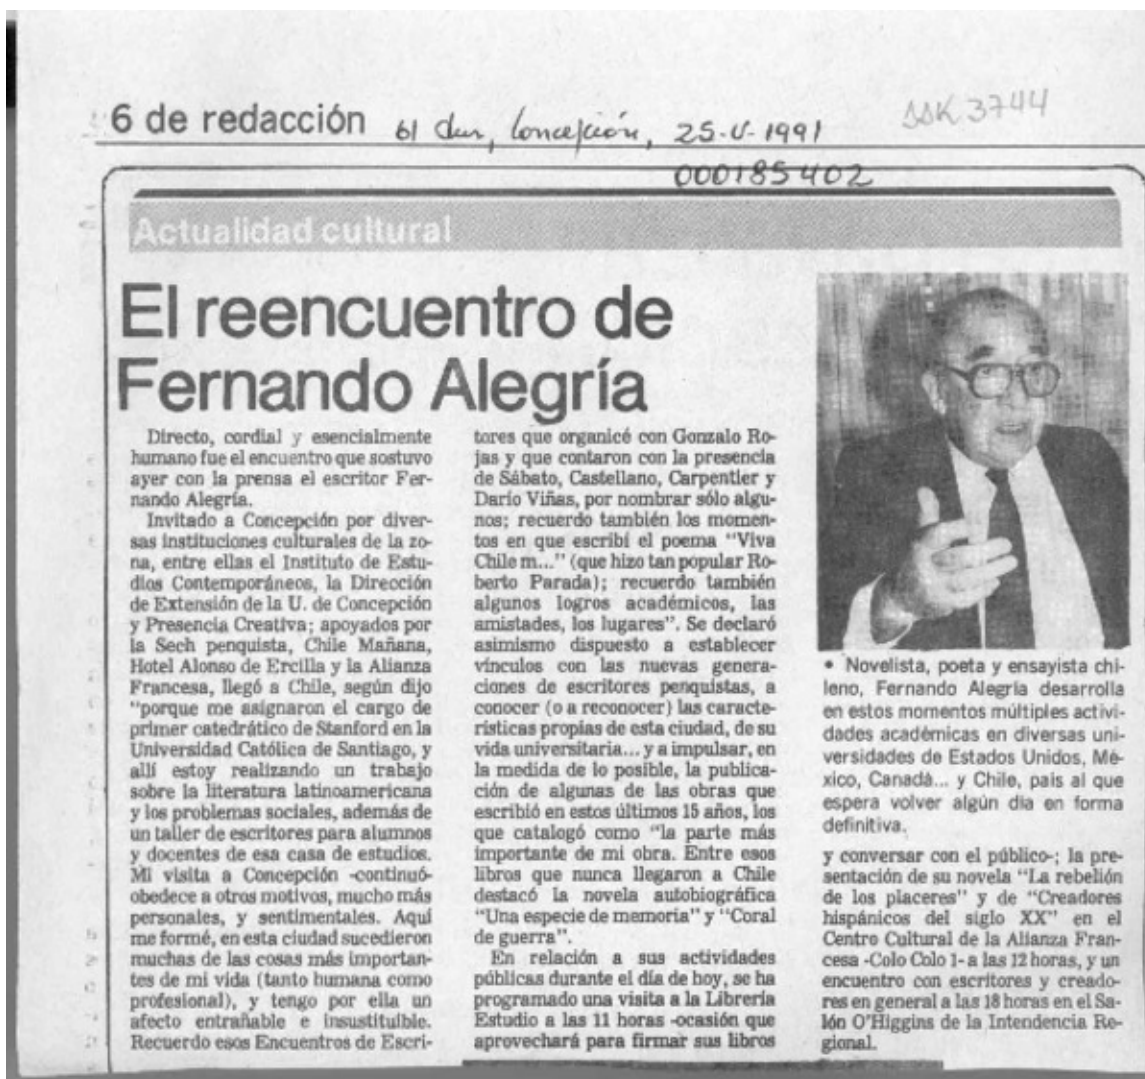 6 de redacción
El Sur, Concepción, 25-V-1991
SSK 3744
000185402
Actualidad cultural
El reencuentro de
Fernando Alegría
Directo, cordial y esencialmente
humano fue el encuentro que sostuvo
ayer con la prensa el escritor Fer-
nando Alegría.
Invitado a Concepción por diver-
sas instituciones culturales de la zo-
na, entre ellas el Instituto de Estu-
dios Contemporáneos, la Dirección
de Extensión de la U. de Concepción
y Presencia Creativa; apoyados por
la Sech penquista, Chile Mañana,
Hotel Alonso de Ercilla y la Alianza
Francesa, llegó a Chile, según dijo
"porque me asignaron el cargo de
primer catedrático de Stanford en la
Universidad Católica de Santiago, y
allí estoy realizando un trabajo
sobre la literatura latinoamericana
y los problemas sociales, además de
un taller de escritores para alumnos
y docentes de esa casa de estudios.
Mi visita a Concepción -continuó-
obedece a otros motivos, mucho más
personales, y sentimentales. Aquí
me formé, en esta ciudad sucedieron
muchas de las cosas más importan-
tes de mi vida (tanto humana como
profesional), y tengo por ella un
afecto entrañable e insustituible.
Recuerdo esos Encuentros de Escri-
tores que organicé con Gonzalo Ro-
jas y que contaron con la presencia
de Sábato, Castellano, Carpentier y
Darío Viñas, por nombrar sólo algu-
nos; recuerdo también los momen-
tos en que escribí el poema "Viva
Chile m..." (que hizo tan popular Ro-
berto Parada); recuerdo también
algunos logros académicos, las
amistades, los lugares". Se declaró
asimismo dispuesto a establecer
vínculos con las nuevas genera-
ciones de escritores penquistas, a
conocer (o a reconocer) las caracte-
rísticas propias de esta ciudad, de su
vida universitaria... y a impulsar, en
la medida de lo posible, la publica-
ción de algunas de las obras que
escribió en estos últimos 15 años, los
que catalogó como "la parte más
importante de mi obra. Entre esos
libros que nunca llegaron a Chile
destacó la novela autobiográfica
"Una especie de memoria" y "Coral
de guerra".
En relación a sus actividades
públicas durante el día de hoy, se ha
programado una visita a la Librería
Estudio a las 11 horas -ocasión que
aprovechará para firmar sus libros
• Novelista, poeta y ensayista chi-
leno, Fernando Alegría desarrolla
en estos momentos múltiples activi-
dades académicas en diversas uni-
versidades de Estados Unidos, Mé-
xico, Canadá... y Chile, país al que
espera volver algún día en forma
definitiva.
y conversar con el público-; la pre-
sentación de su novela "La rebelión
de los placeres" y de "Creadores
hispánicos del siglo XX" en el
Centro Cultural de la Alianza Fran-
cesa -Colo Colo 1- a las 12 horas, y un
encuentro con escritores y creado-
res en general a las 18 horas en el Sa-
lón O'Higgins de la Intendencia Re-
gional.